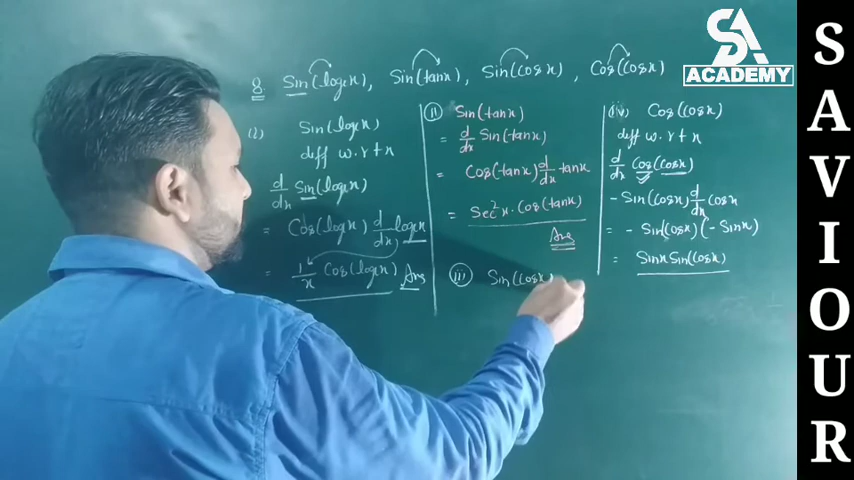 8. Sin(logx), Sin(tanx), Sin(cosx), Cos(cosx)
(i) Sin(logx)
diff w.r.t x
d/dx Sin(logx)
= Cos(logx) d/dx logx
= 1/x Cos(logx) Ans
(ii) Sin(tanx)
= d/dx Sin(tanx)
= Cos(tanx) d/dx tanx
= Sec²x. Cos(tanx)
Ans
(iii) Sin(cosx)
(iv) Cos(cosx)
diff w.r.t x
d/dx Cos(cosx)
-Sin(cosx) d/dx cosx
= -Sin(cosx) (-Sinx)
= Sinx Sin(cosx)
SA
ACADEMY
SAVIOUR